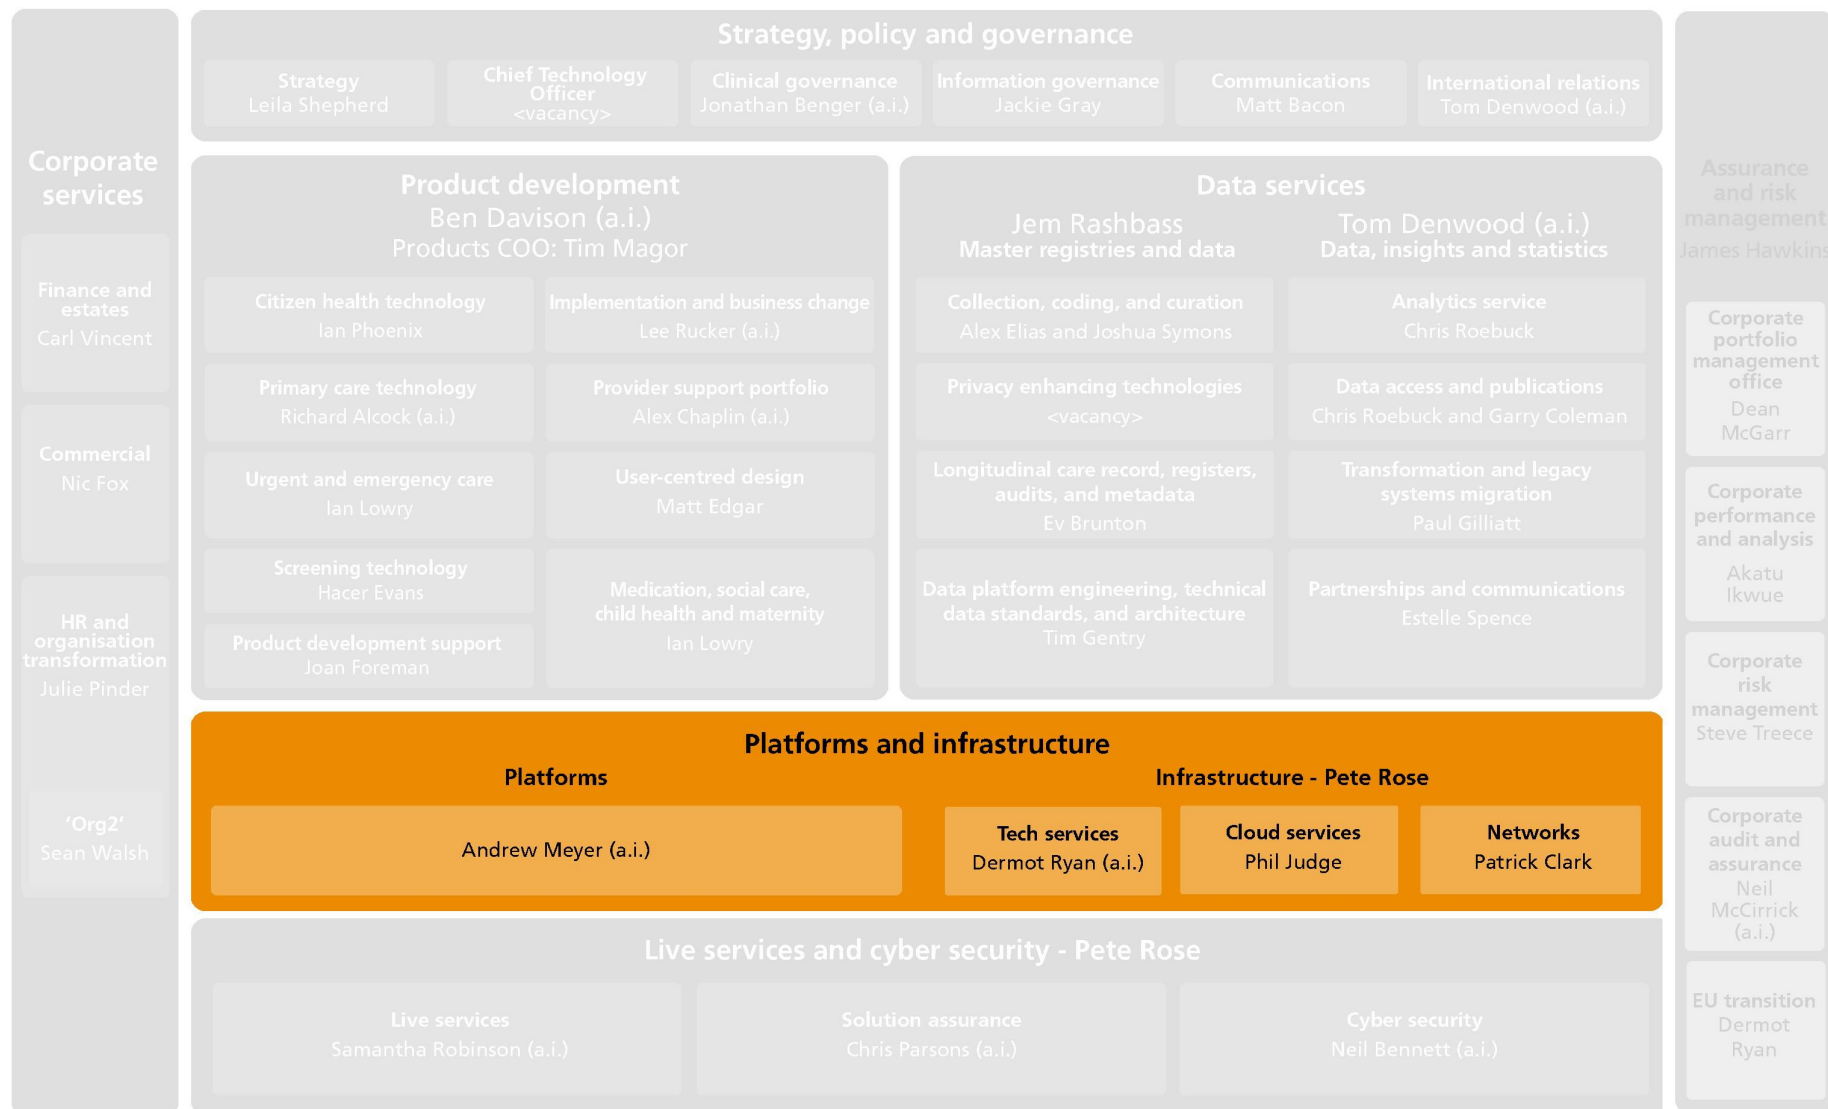 Corporate
services
Finance and
estates
Carl Vincent
Commercial
Nic Fox
HR and
organisation
transformation
Julie Pinder
‘Org2’
Sean Walsh
Strategy, policy and governance
Strategy
Leila Shepherd
Chief Technology
Officer
<vacancy>
Clinical governance
Jonathan Benger (a.i.)
Information governance
Jackie Gray
Communications
Matt Bacon
International relations
Tom Denwood (a.i.)
Product development
Ben Davison (a.i.)
Products COO: Tim Magor
Citizen health technology
Ian Phoenix
Implementation and business change
Lee Rucker (a.i.)
Primary care technology
Richard Alcock (a.i.)
Provider support portfolio
Alex Chaplin (a.i.)
Urgent and emergency care
Ian Lowry
User-centred design
Matt Edgar
Screening technology
Hacer Evans
Medication, social care,
child health and maternity
Ian Lowry
Product development support
Joan Foreman
Data services
Jem Rashbass
Master registries and data
Tom Denwood (a.i.)
Data, insights and statistics
Collection, coding, and curation
Alex Elias and Joshua Symons
Analytics service
Chris Roebuck
Privacy enhancing technologies
<vacancy>
Data access and publications
Chris Roebuck and Garry Coleman
Longitudinal care record, registers,
audits, and metadata
Ev Brunton
Transformation and legacy
systems migration
Paul Gilliatt
Data platform engineering, technical
data standards, and architecture
Tim Gentry
Partnerships and communications
Estelle Spence
Platforms and infrastructure
Platforms
Andrew Meyer (a.i.)
Infrastructure - Pete Rose
Tech services
Dermot Ryan (a.i.)
Cloud services
Phil Judge
Networks
Patrick Clark
Live services and cyber security - Pete Rose
Live services
Samantha Robinson (a.i.)
Solution assurance
Chris Parsons (a.i.)
Cyber security
Neil Bennett (a.i.)
Assurance
and risk
management
James Hawkins
Corporate
portfolio
management
office
Dean
McGarr
Corporate
performance
and analysis
Akatu
Ikwue
Corporate
risk
management
Steve Treece
Corporate
audit and
assurance
Neil
McCirrick
(a.i.)
EU transition
Dermot
Ryan